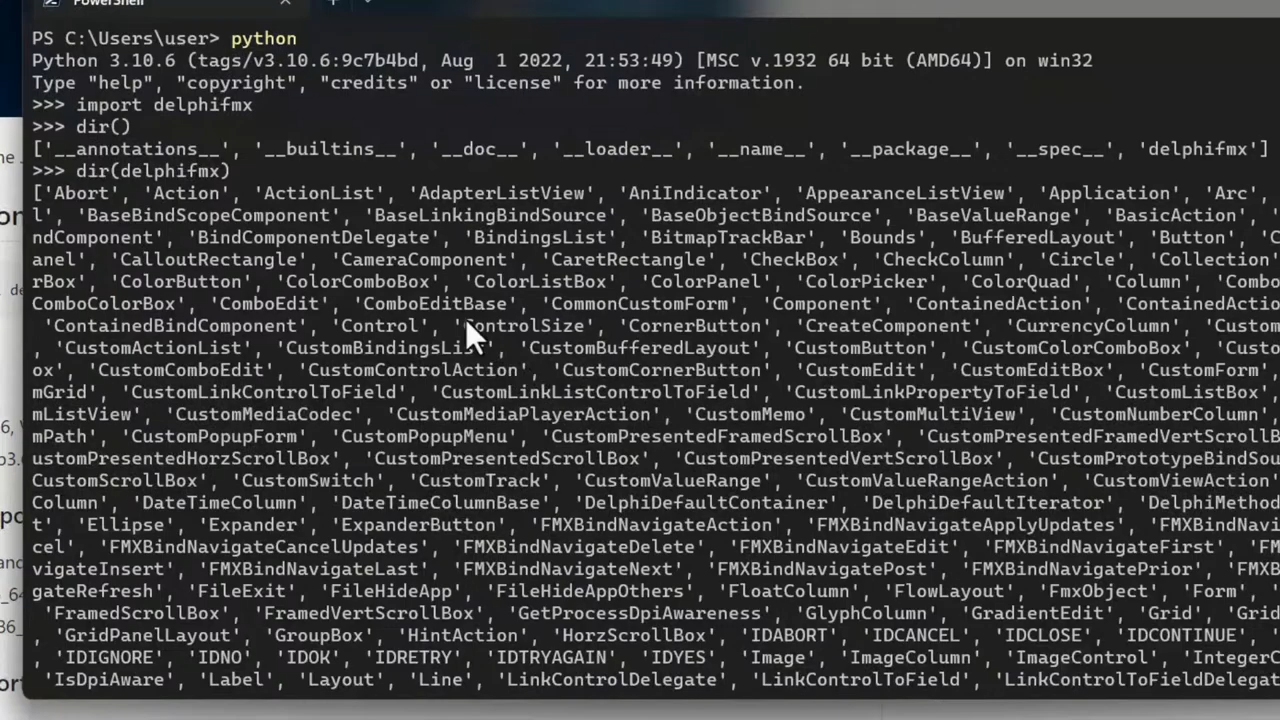 PowerShell
PS C:\Users\user> python
Python 3.10.6 (tags/v3.10.6:9c7b4bd, Aug  1 2022, 21:53:49) [MSC v.1932 64 bit (AMD64)] on win32
Type "help", "copyright", "credits" or "license" for more information.
>>> import delphifmx
>>> dir()
['__annotations__', '__builtins__', '__doc__', '__loader__', '__name__', '__package__', '__spec__', 'delphifmx']
>>> dir(delphifmx)
['Abort', 'Action', 'ActionList', 'AdapterListView', 'AniIndicator', 'AppearanceListView', 'Application', 'Arc',
l', 'BaseBindScopeComponent', 'BaseLinkingBindSource', 'BaseObjectBindSource', 'BaseValueRange', 'BasicAction', '
ndComponent', 'BindComponentDelegate', 'BindingsList', 'BitmapTrackBar', 'Bounds', 'BufferedLayout', 'Button', 'C
anel', 'CalloutRectangle', 'CameraComponent', 'CaretRectangle', 'CheckBox', 'CheckColumn', 'Circle', 'Collection'
rBox', 'ColorButton', 'ColorComboBox', 'ColorListBox', 'ColorPanel', 'ColorPicker', 'ColorQuad', 'Column', 'Combo
ComboColorBox', 'ComboEdit', 'ComboEditBase', 'CommonCustomForm', 'Component', 'ContainedAction', 'ContainedActio
'ContainedBindComponent', 'Control', 'ControlSize', 'CornerButton', 'CreateComponent', 'CurrencyColumn', 'Custo
, 'CustomActionList', 'CustomBindingsList', 'CustomBufferedLayout', 'CustomButton', 'CustomColorComboBox', 'Custo
ox', 'CustomComboEdit', 'CustomControlAction', 'CustomCornerButton', 'CustomEdit', 'CustomEditBox', 'CustomForm',
mGrid', 'CustomLinkControlToField', 'CustomLinkListControlToField', 'CustomLinkPropertyToField', 'CustomListBox',
mListView', 'CustomMediaCodec', 'CustomMediaPlayerAction', 'CustomMemo', 'CustomMultiView', 'CustomNumberColumn',
mPath', 'CustomPopupForm', 'CustomPopupMenu', 'CustomPresentedFramedScrollBox', 'CustomPresentedFramedVertScrollB
ustomPresentedHorzScrollBox', 'CustomPresentedScrollBox', 'CustomPresentedVertScrollBox', 'CustomPrototypeBindSou
CustomScrollBox', 'CustomSwitch', 'CustomTrack', 'CustomValueRange', 'CustomValueRangeAction', 'CustomViewAction'
Column', 'DateTimeColumn', 'DateTimeColumnBase', 'DelphiDefaultContainer', 'DelphiDefaultIterator', 'DelphiMethod
t', 'Ellipse', 'Expander', 'ExpanderButton', 'FMXBindNavigateAction', 'FMXBindNavigateApplyUpdates', 'FMXBindNavi
cel', 'FMXBindNavigateCancelUpdates', 'FMXBindNavigateDelete', 'FMXBindNavigateEdit', 'FMXBindNavigateFirst', 'FM
vigateInsert', 'FMXBindNavigateLast', 'FMXBindNavigateNext', 'FMXBindNavigatePost', 'FMXBindNavigatePrior', 'FMXB
gateRefresh', 'FileExit', 'FileHideApp', 'FileHideAppOthers', 'FloatColumn', 'FlowLayout', 'FmxObject', 'Form', '
'FramedScrollBox', 'FramedVertScrollBox', 'GetProcessDpiAwareness', 'GlyphColumn', 'GradientEdit', 'Grid', 'Grid
, 'GridPanelLayout', 'GroupBox', 'HintAction', 'HorzScrollBox', 'IDABORT', 'IDCANCEL', 'IDCLOSE', 'IDCONTINUE', '
, 'IDIGNORE', 'IDNO', 'IDOK', 'IDRETRY', 'IDTRYAGAIN', 'IDYES', 'Image', 'ImageColumn', 'ImageControl', 'IntegerC
'IsDpiAware', 'Label', 'Layout', 'Line', 'LinkControlDelegate', 'LinkControlToField', 'LinkControlToFieldDelegat